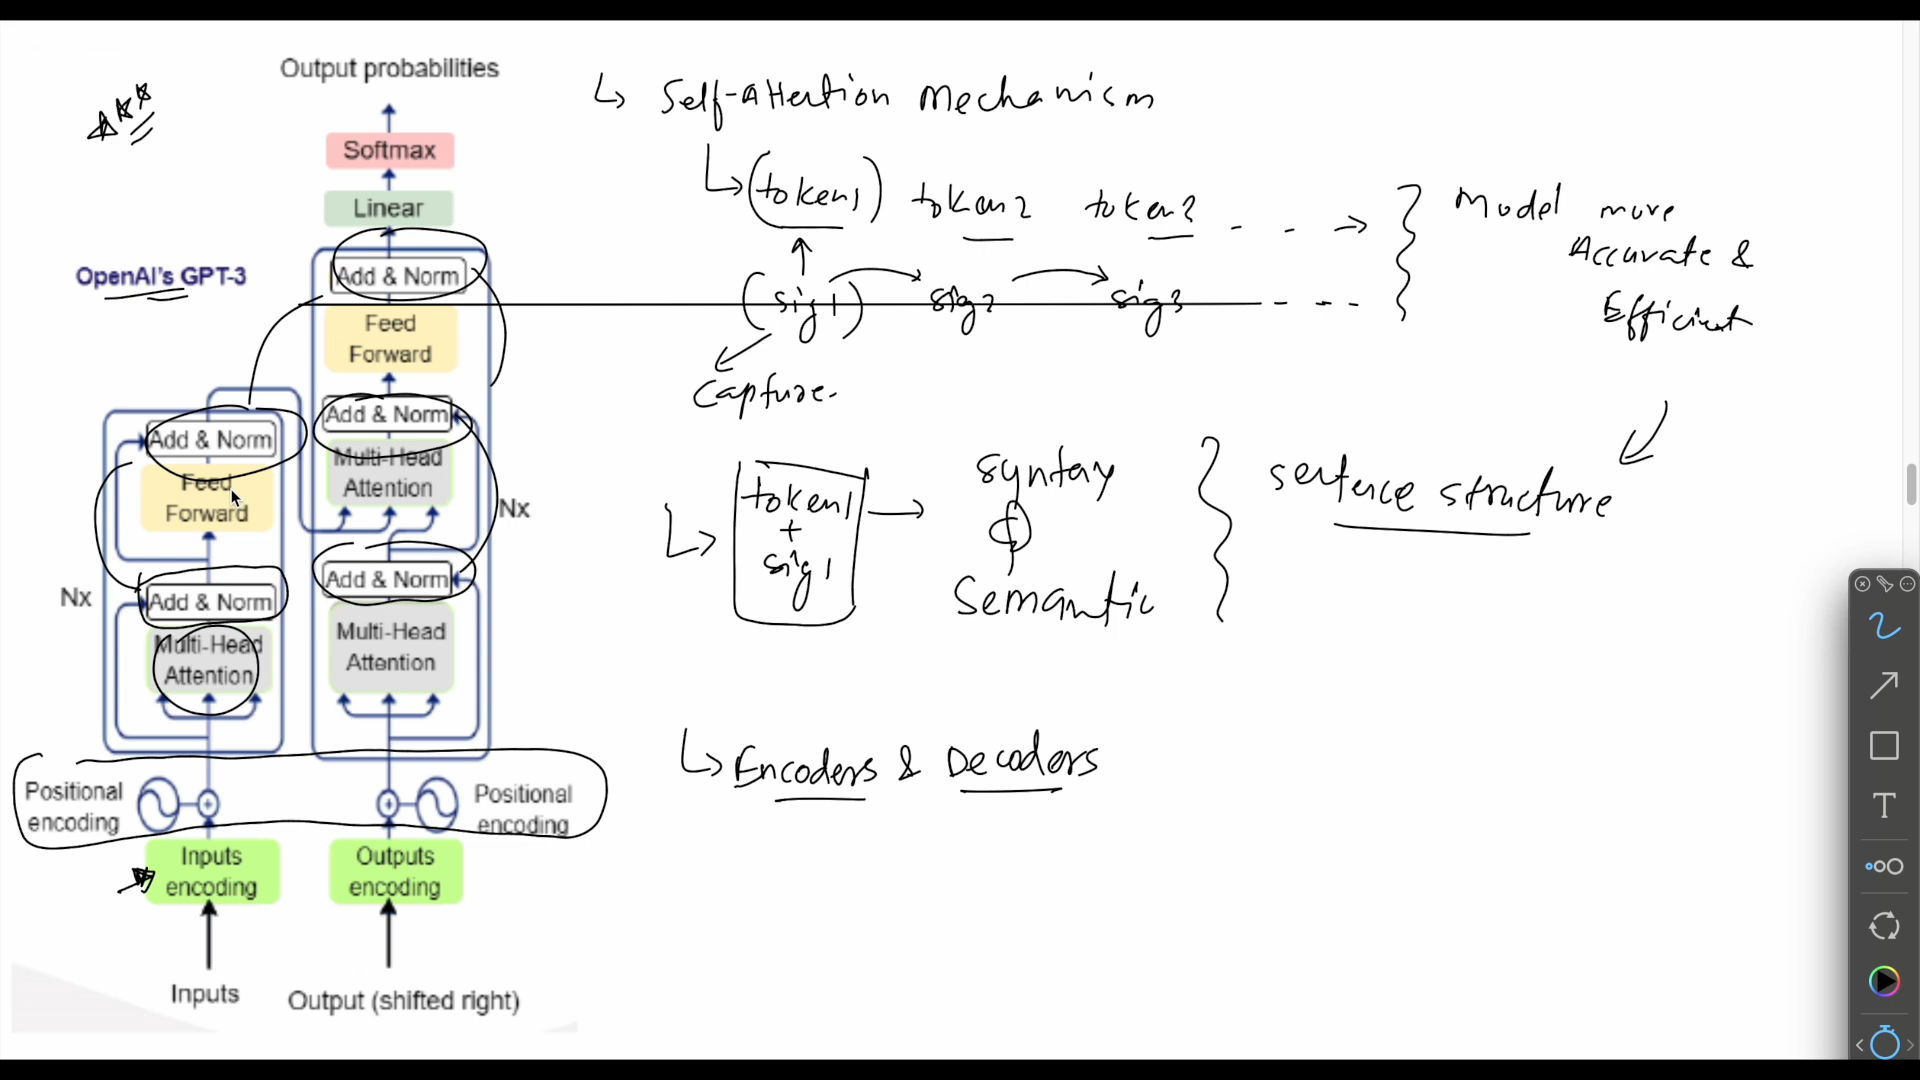 Output probabilities
Softmax
Linear
OpenAI's GPT-3
Add & Norm
Feed
Forward
Add & Norm
Multi-Head
Attention
Nx
Add & Norm
Multi-Head
Attention
Add & Norm
Feed
Forward
Nx
Add & Norm
Multi-Head
Attention
Positional
encoding
Positional
encoding
Inputs
encoding
Outputs
encoding
Inputs
Output (shifted right)
Self-Attention Mechanism
(token1) token2 token3 - - →
(sig1) sig2 sig3 - - -
Capture.
Model more
Accurate &
Efficient
token1
+
sig1
syntax
&
Semantic
sentence structure
Encoders & Decoders
T